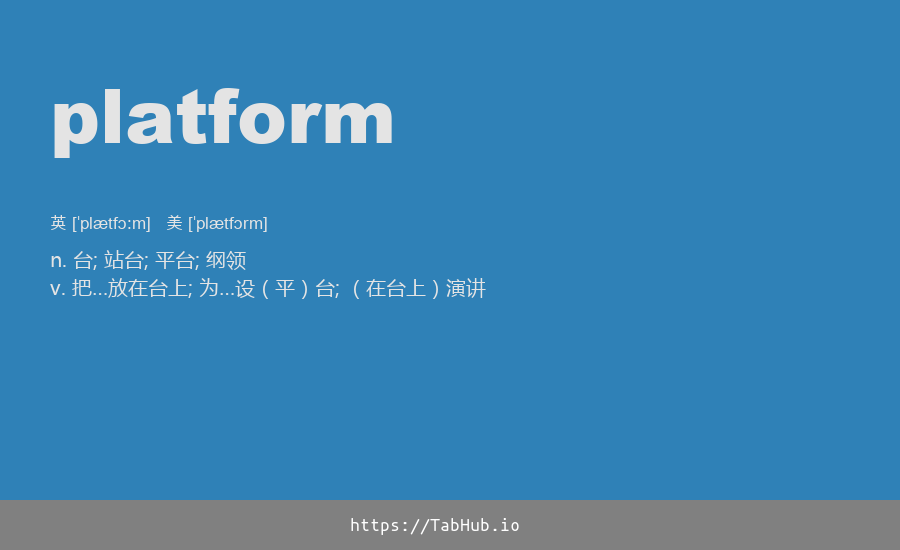 platform
英 [ˈplætfɔ:m] 美 [ˈplætfɔrm]
n. 台; 站台; 平台; 纲领
v. 把...放在台上; 为...设（平）台; （在台上）演讲
https://TabHub.io